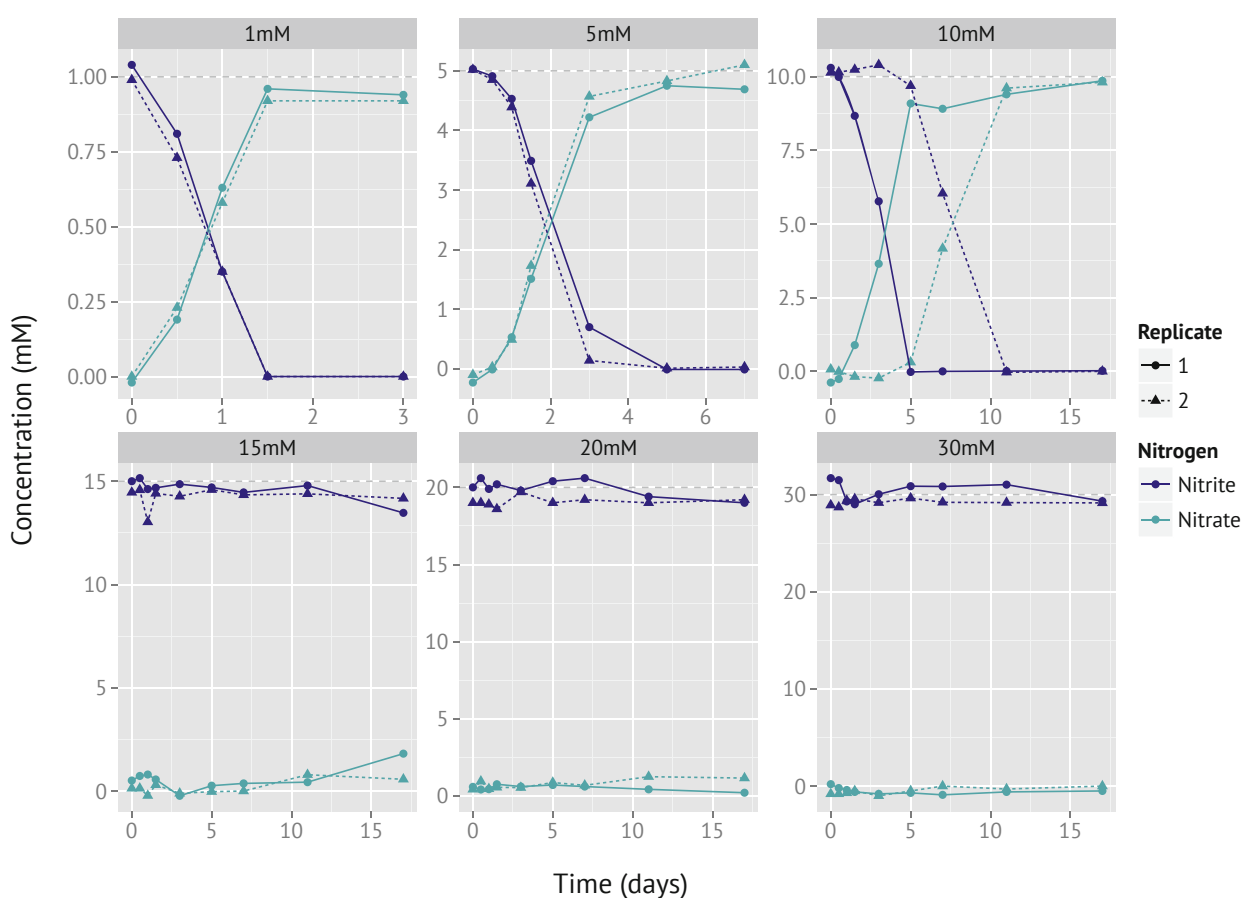 1mM
5mM
10mM
1.00
0.75
0.50
0.25
0.00
0 1 2 3
5
4
3
2
1
0
0 2 4 6
10.0
7.5
5.0
2.5
0.0
0 5 10 15
15mM
20mM
30mM
15
10
5
0
0 5 10 15
20
15
10
5
0
0 5 10 15
30
20
10
0
0 5 10 15
Concentration (mM)
Time (days)
Replicate
1
2
Nitrogen
Nitrite
Nitrate